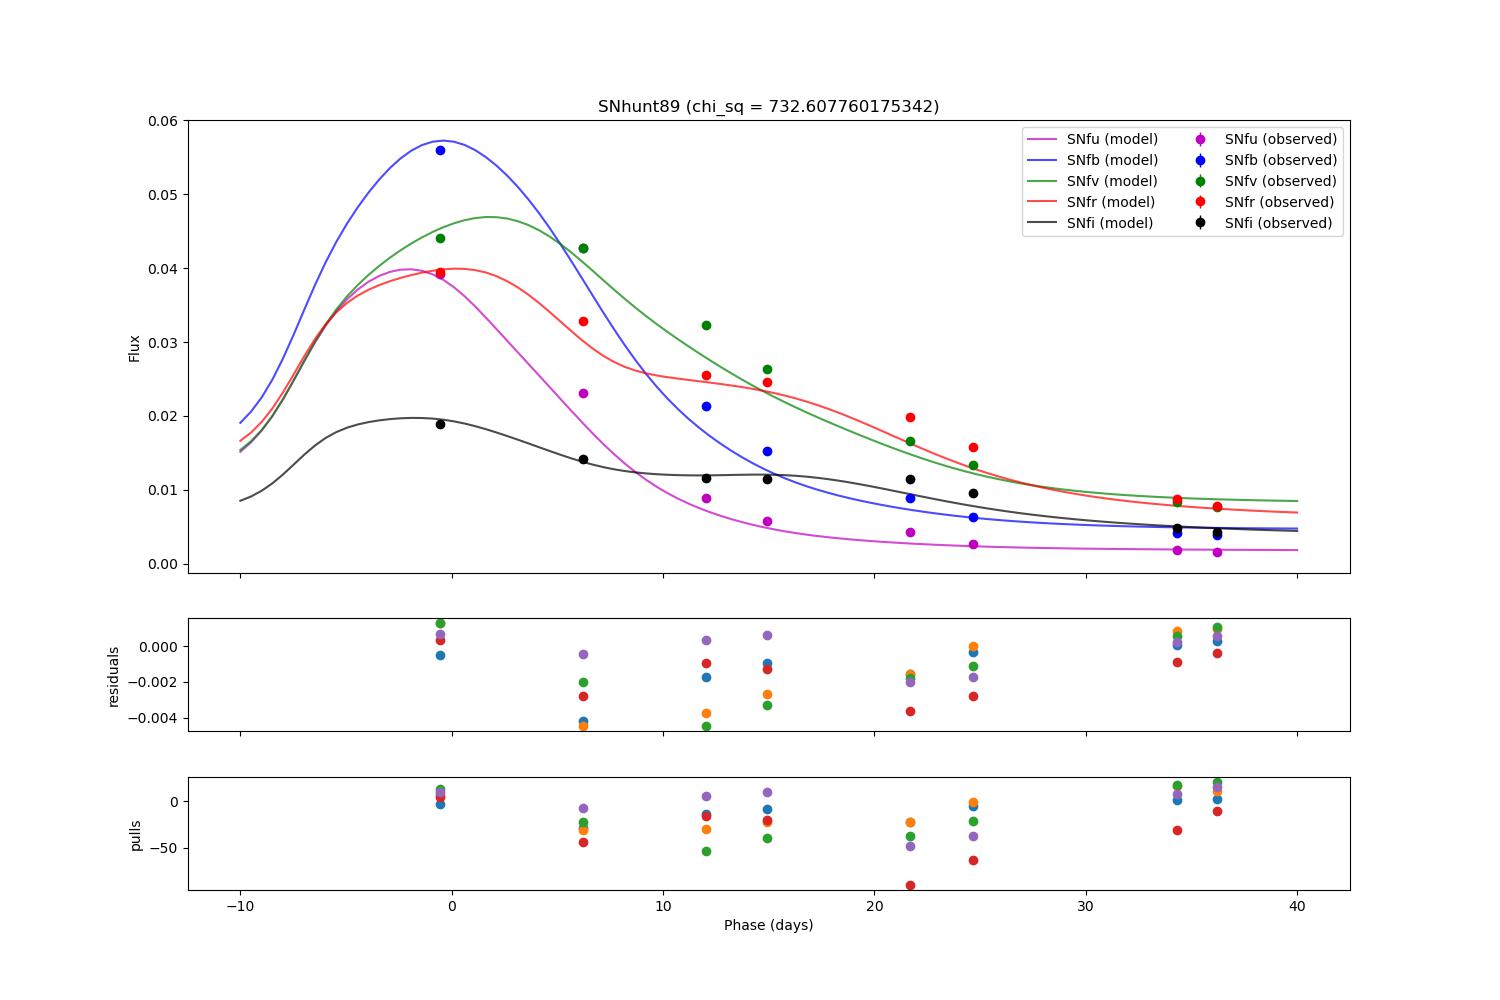 SNhunt89 (chi_sq = 732.607760175342)
0.06
0.05
0.04
0.03
0.02
0.01
0.00
Flux
SNfu (model)
SNfb (model)
SNfv (model)
SNfr (model)
SNfi (model)
SNfu (observed)
SNfb (observed)
SNfv (observed)
SNfr (observed)
SNfi (observed)
0.000
−0.002
−0.004
residuals
0
−50
pulls
−10 0 10 20 30 40
Phase (days)